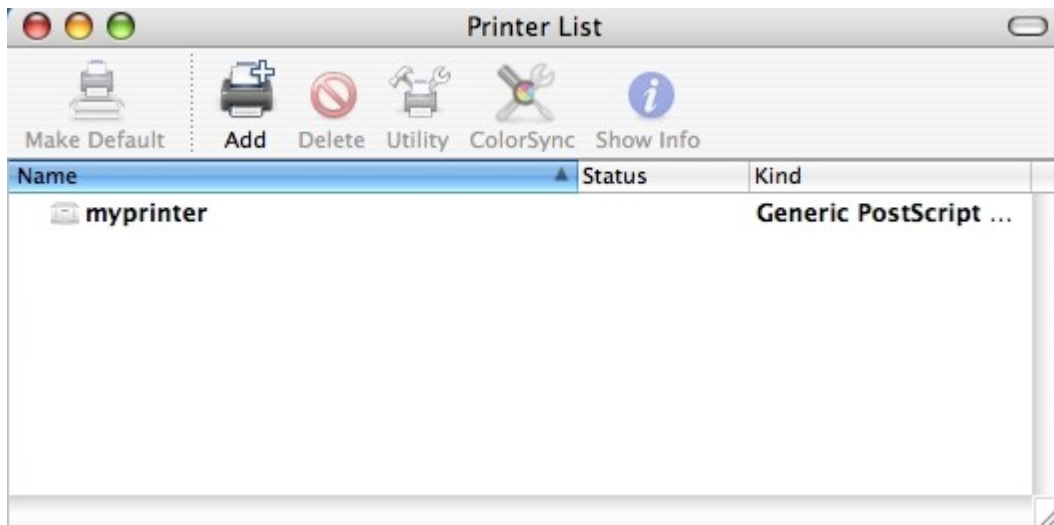 Printer List
Make Default Add Delete Utility ColorSync Show Info
Name Status Kind
myprinter Generic PostScript ...